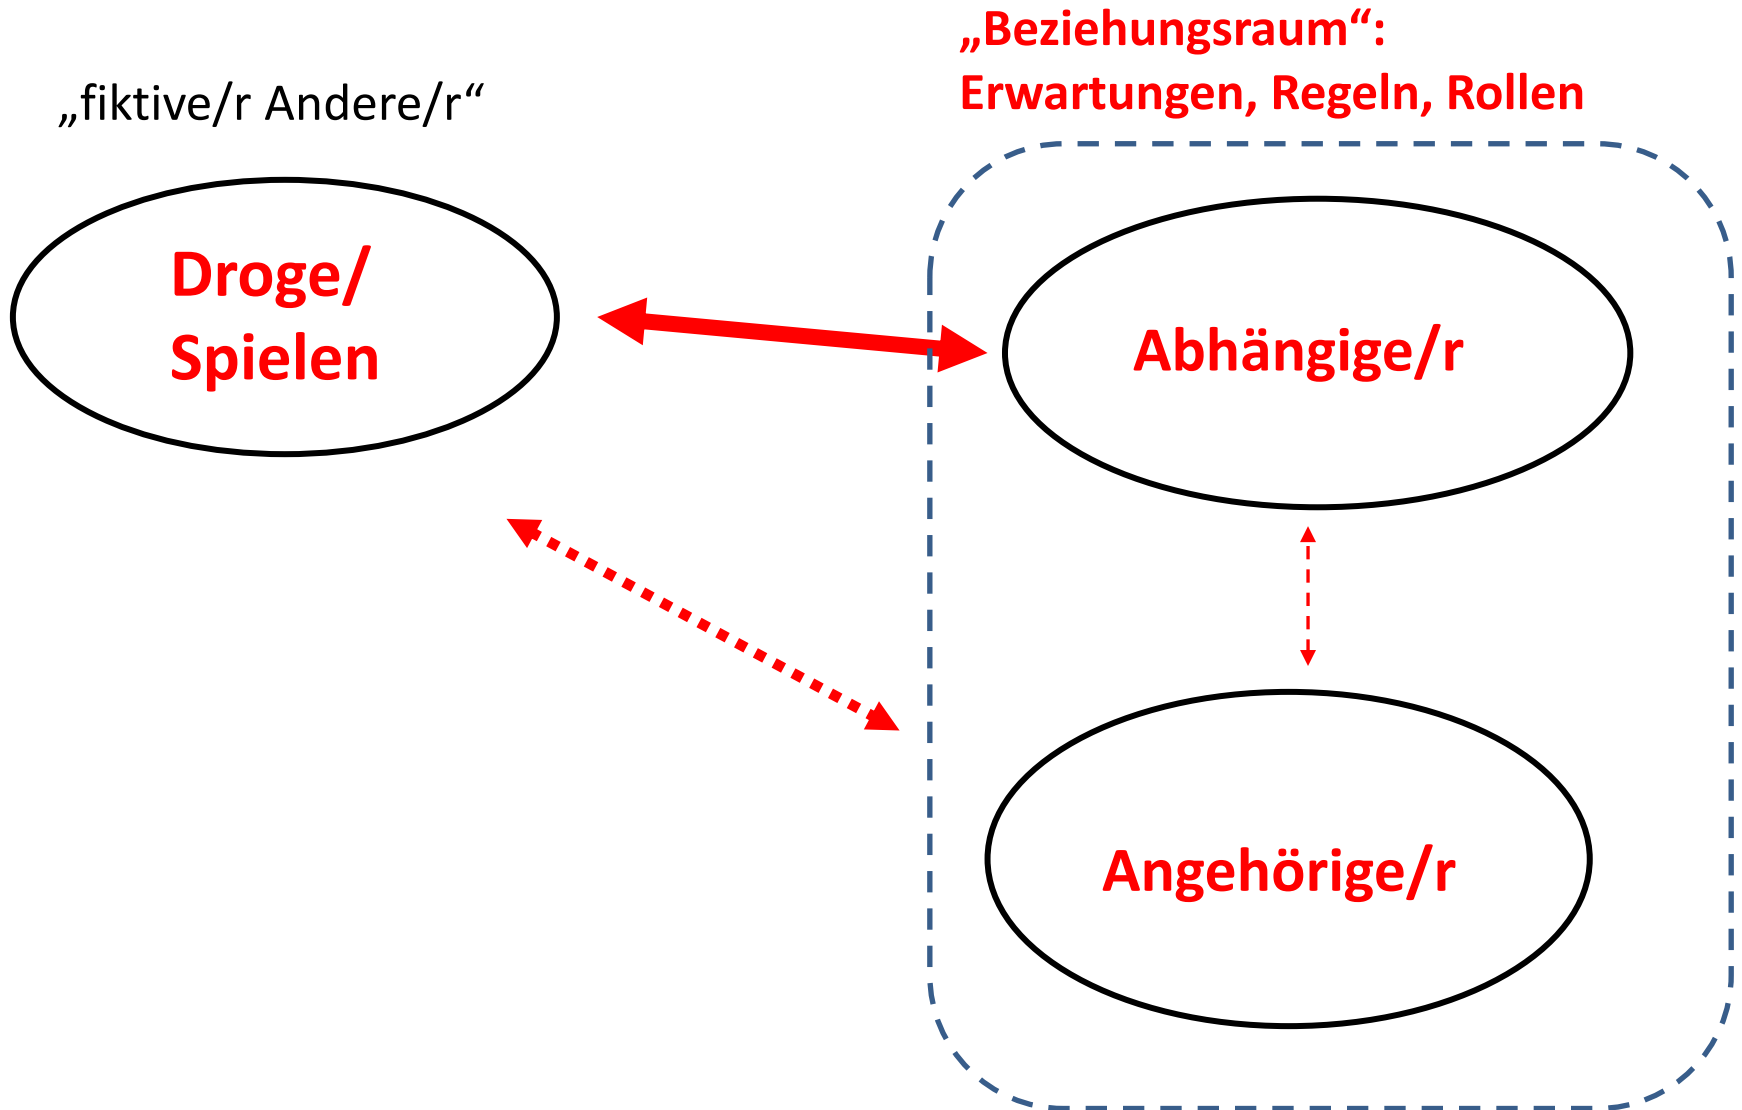 „fiktive/r Andere/r“
„Beziehungsraum“:
Erwartungen, Regeln, Rollen
Droge/
Spielen
Abhängige/r
Angehörige/r